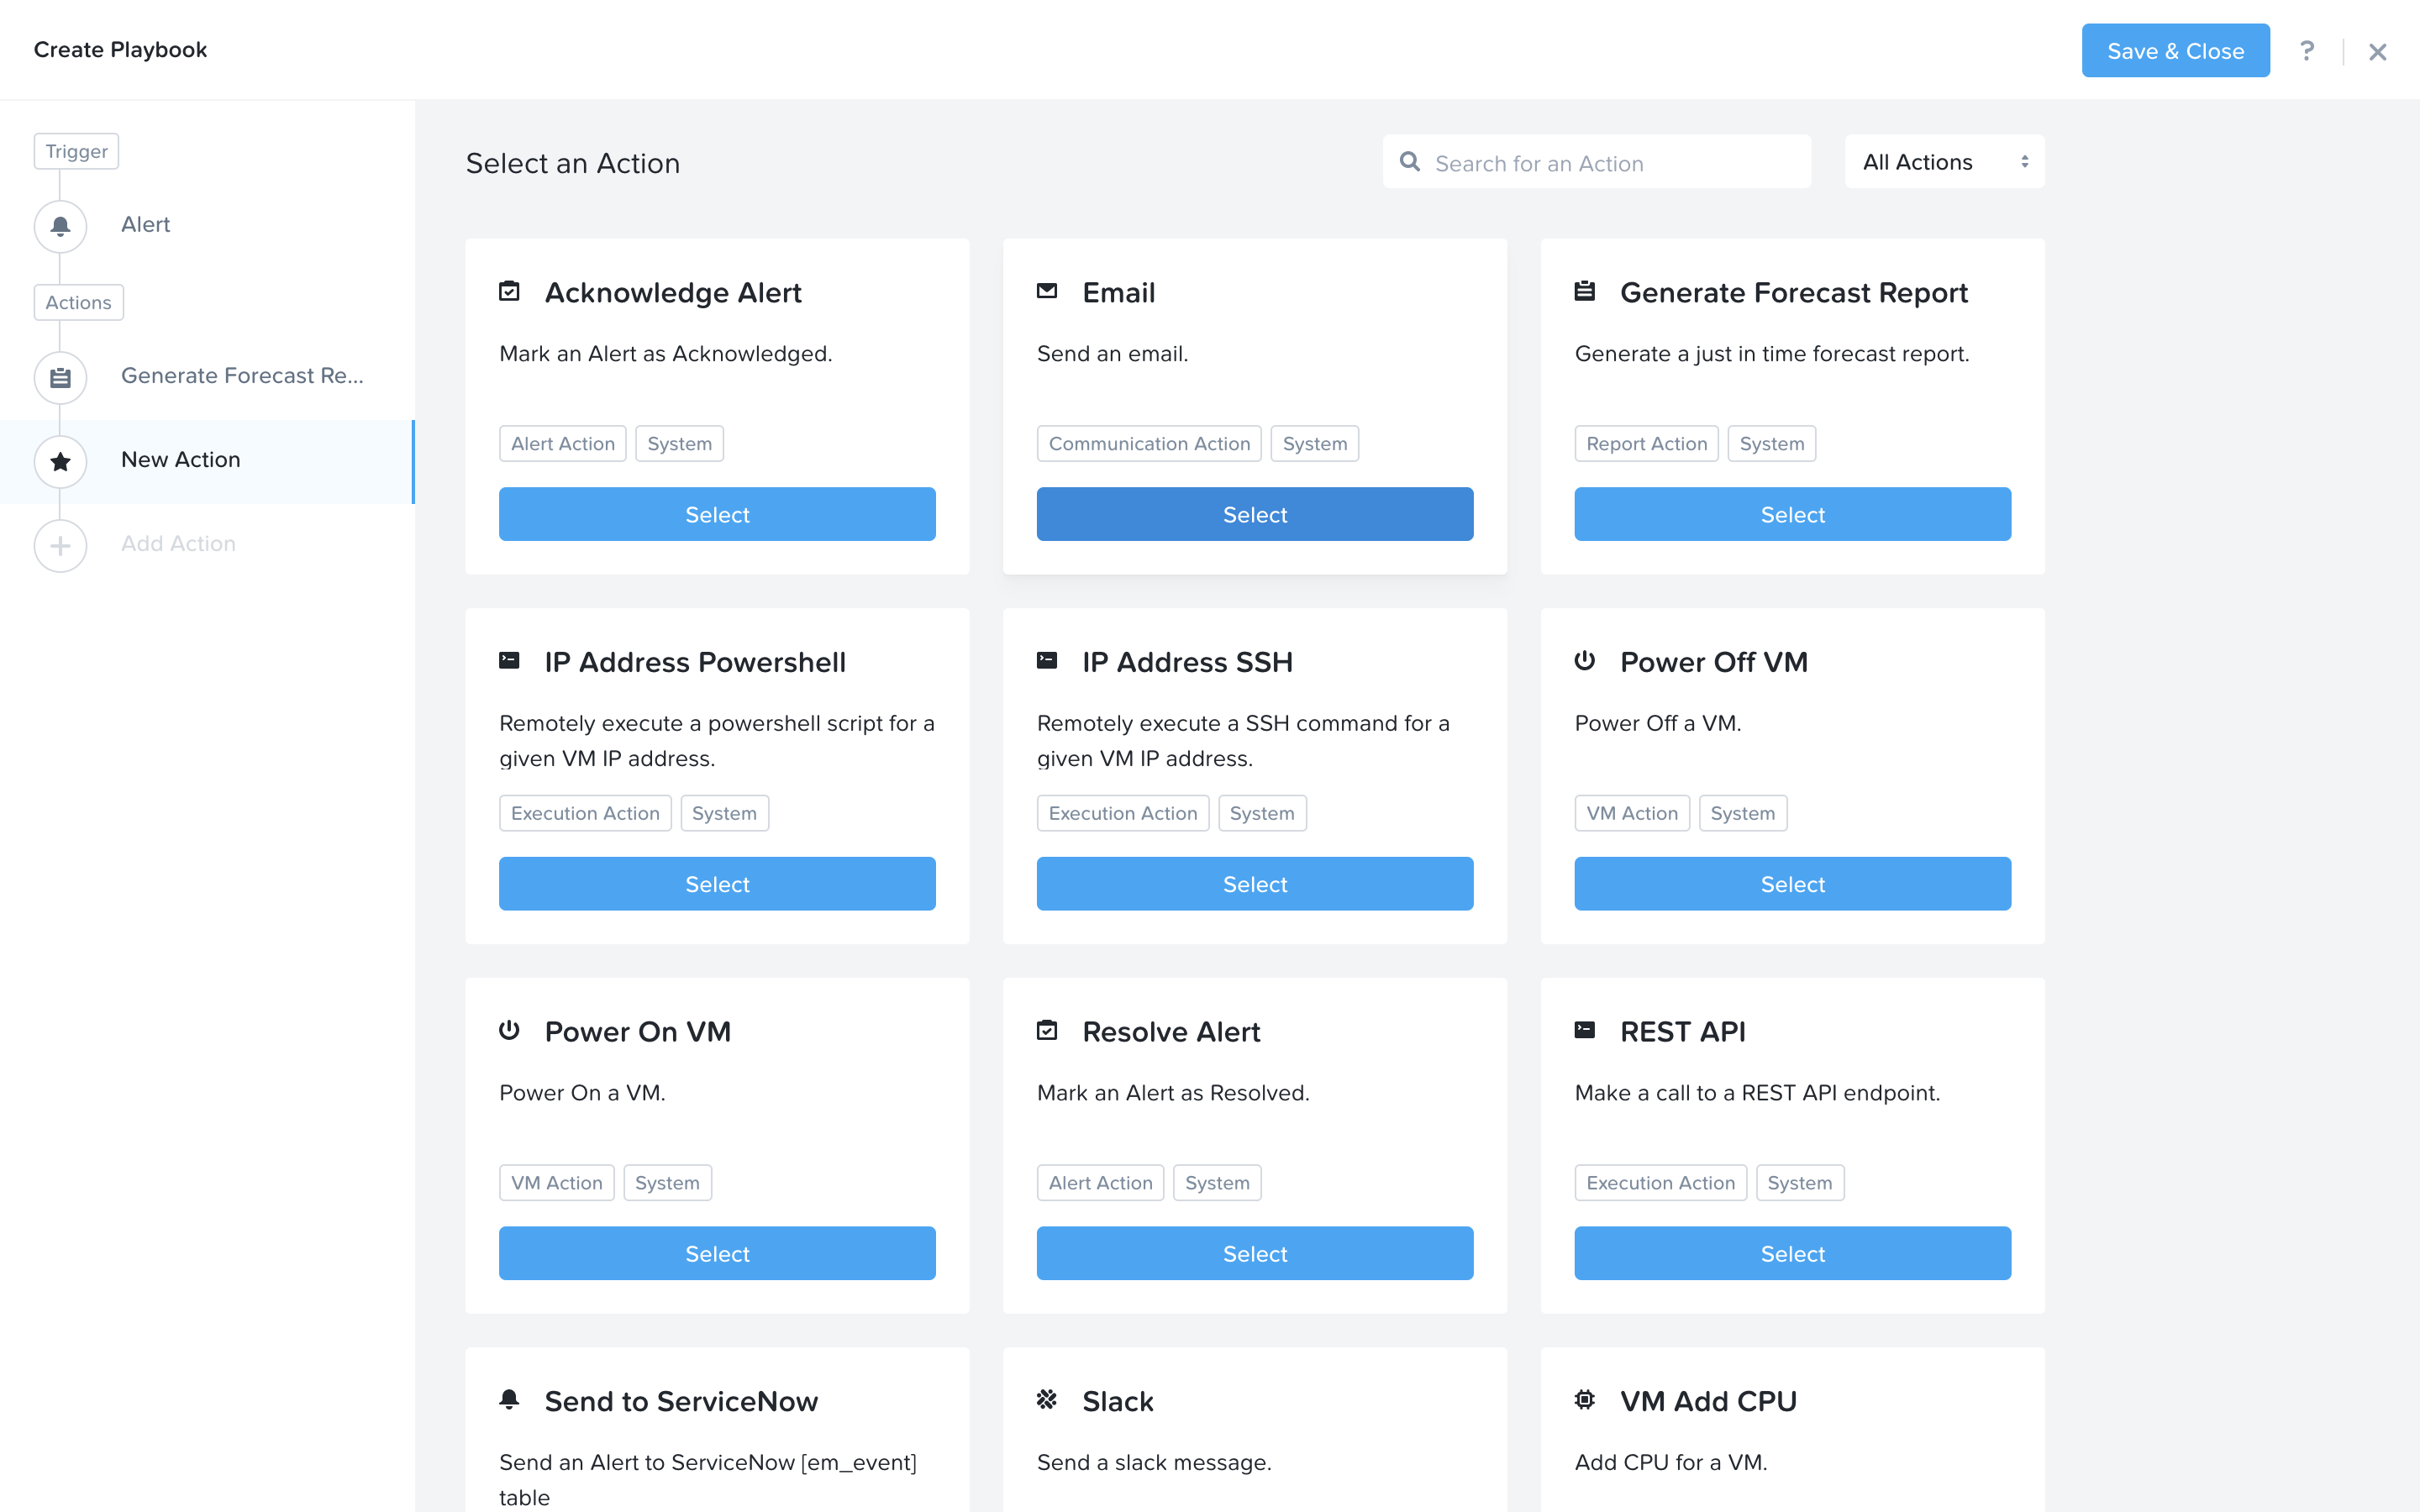 Create Playbook
Save & Close
?
Trigger
Alert
Actions
Generate Forecast Re...
New Action
Add Action
Select an Action
Search for an Action
All Actions
Acknowledge Alert
Mark an Alert as Acknowledged.
Alert Action System
Select
Email
Send an email.
Communication Action System
Select
Generate Forecast Report
Generate a just in time forecast report.
Report Action System
Select
IP Address Powershell
Remotely execute a powershell script for a
given VM IP address.
Execution Action System
Select
IP Address SSH
Remotely execute a SSH command for a
given VM IP address.
Execution Action System
Select
Power Off VM
Power Off a VM.
VM Action System
Select
Power On VM
Power On a VM.
VM Action System
Select
Resolve Alert
Mark an Alert as Resolved.
Alert Action System
Select
REST API
Make a call to a REST API endpoint.
Execution Action System
Select
Send to ServiceNow
Send an Alert to ServiceNow [em_event]
table
Slack
Send a slack message.
VM Add CPU
Add CPU for a VM.